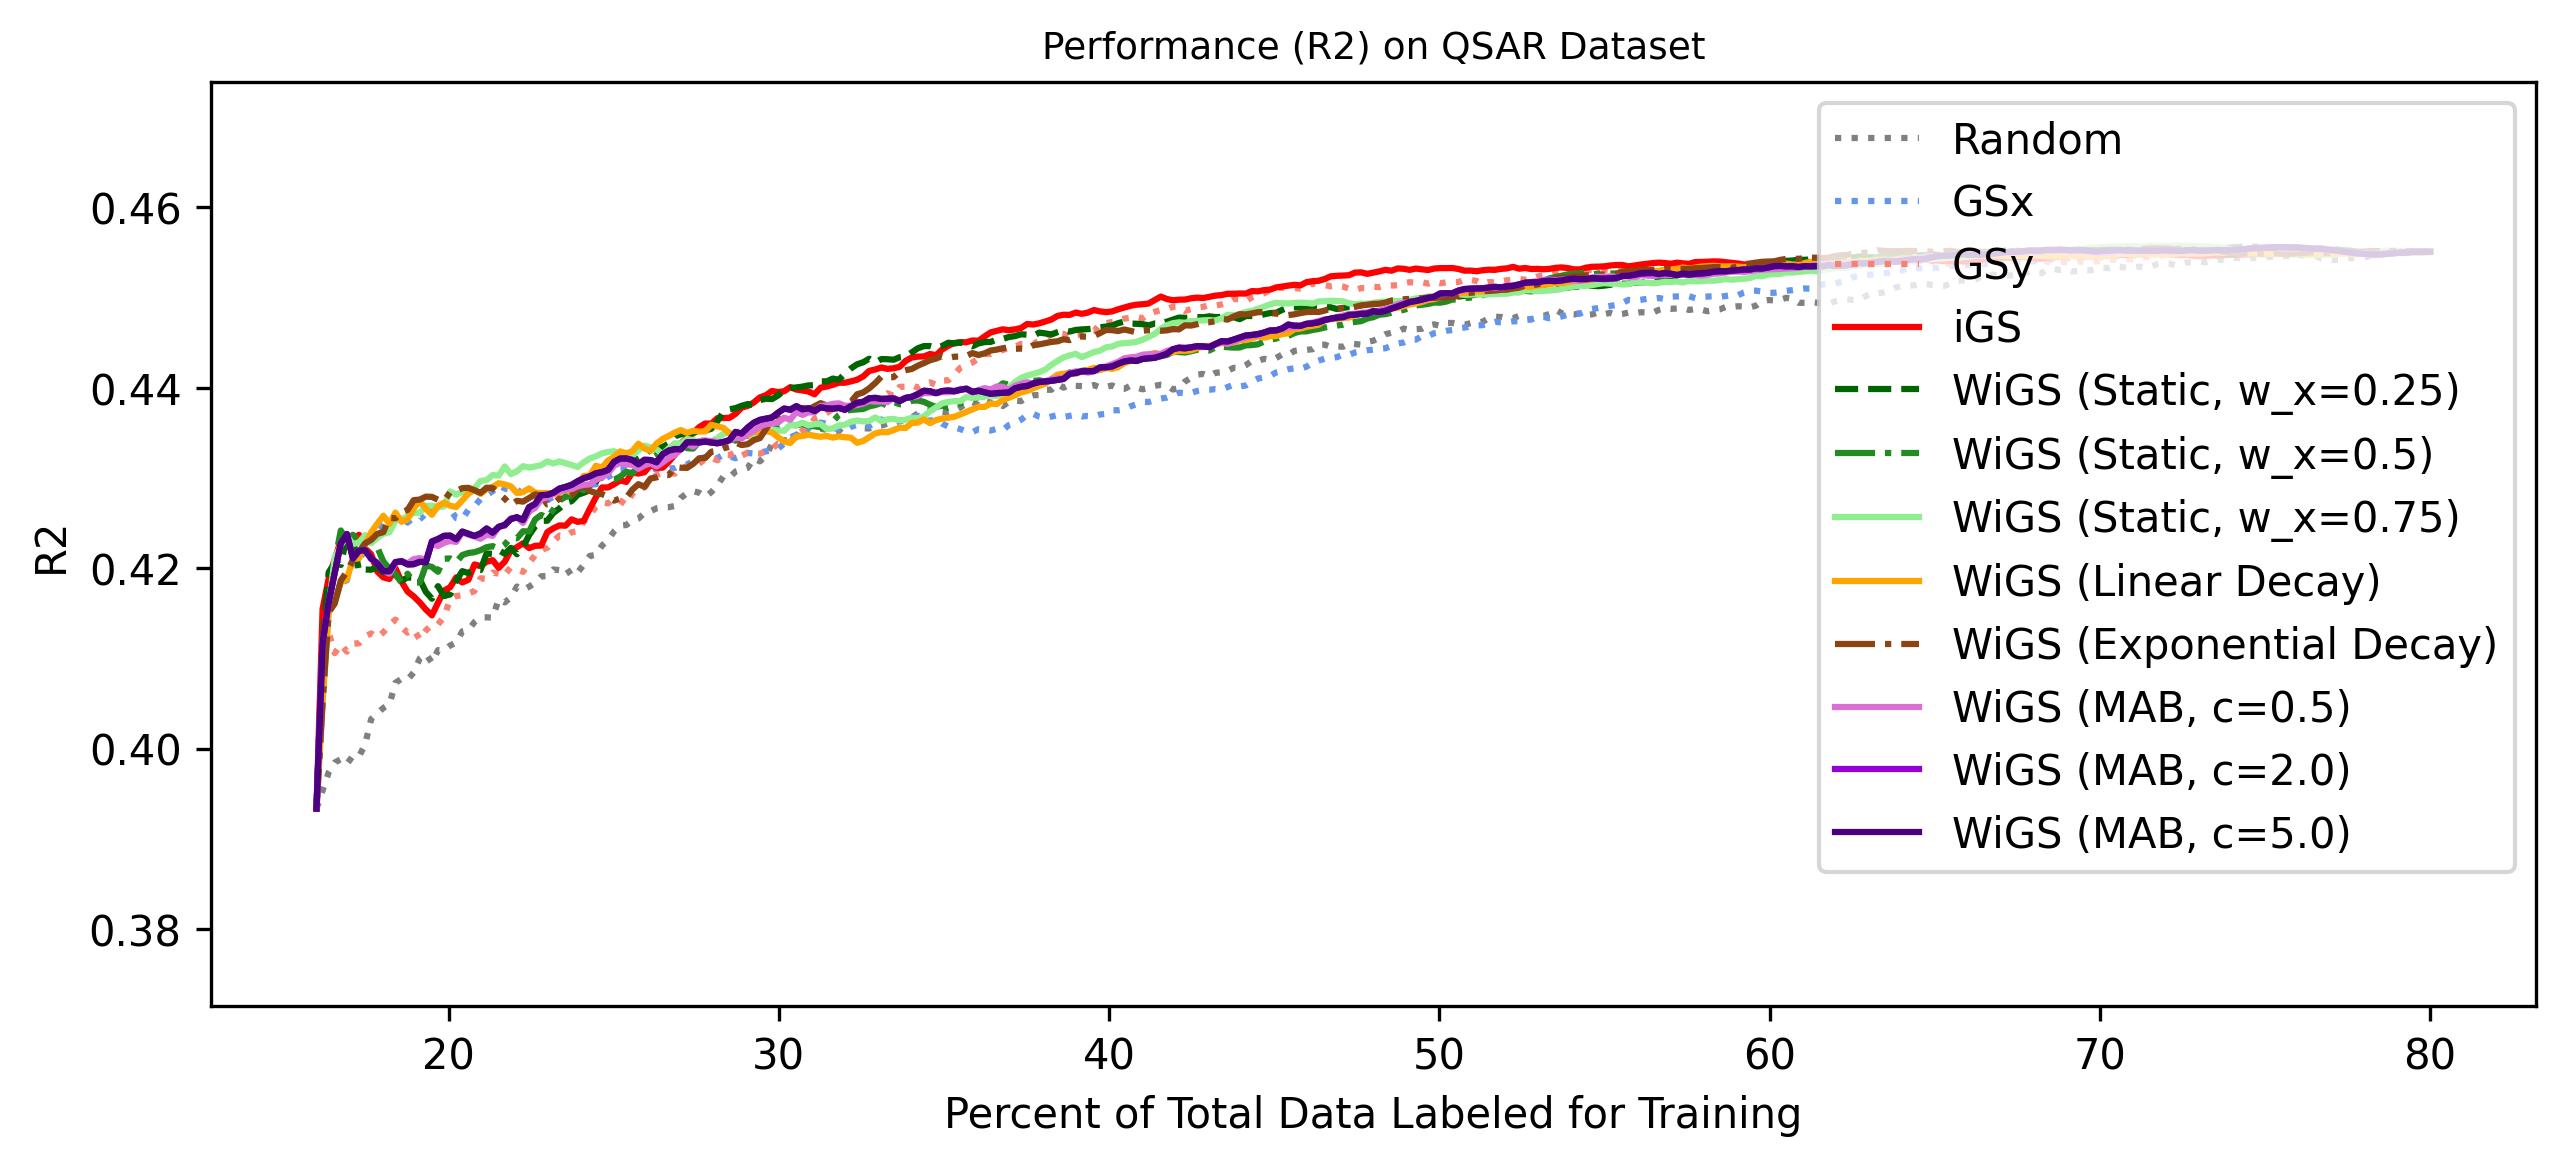 Performance (R2) on QSAR Dataset
R2
0.46
0.44
0.42
0.40
0.38
Random
GSx
GSy
iGS
WiGS (Static, w_x=0.25)
WiGS (Static, w_x=0.5)
WiGS (Static, w_x=0.75)
WiGS (Linear Decay)
WiGS (Exponential Decay)
WiGS (MAB, c=0.5)
WiGS (MAB, c=2.0)
WiGS (MAB, c=5.0)
20 30 40 50 60 70 80
Percent of Total Data Labeled for Training